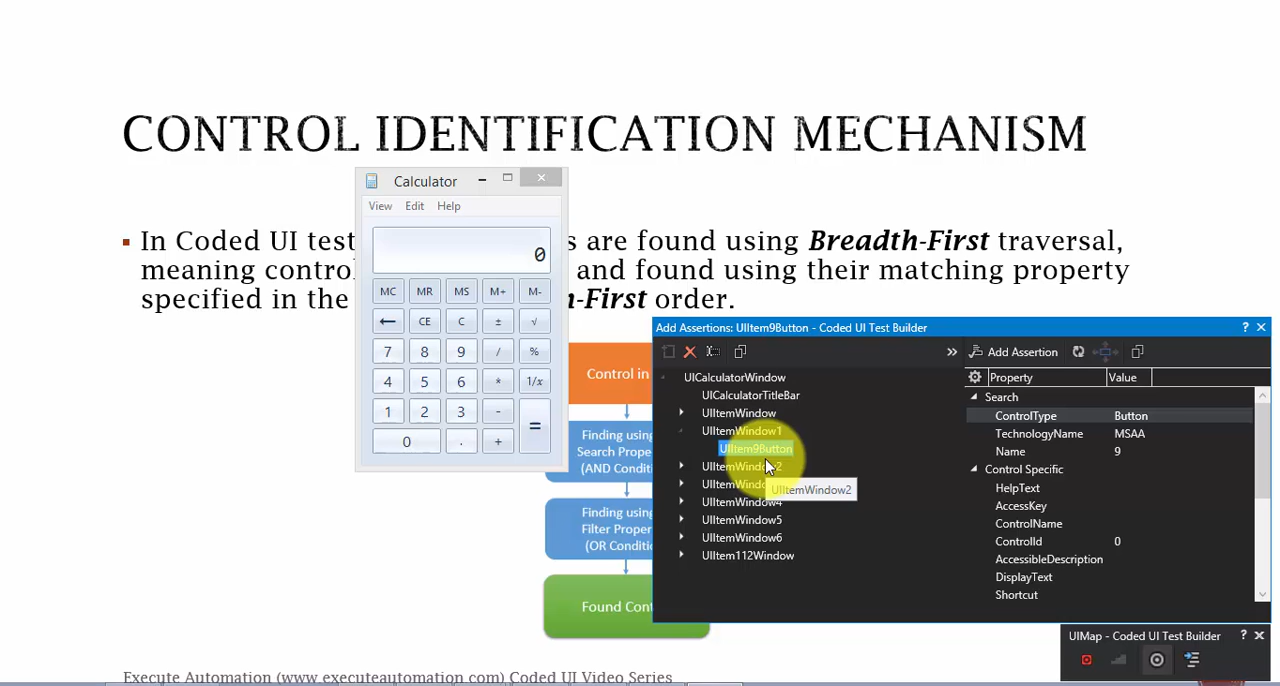 CONTROL IDENTIFICATION MECHANISM
Calculator
View Edit Help
0
MC MR MS M+ M-
← CE C ± √
7 8 9 / %
4 5 6 * 1/x
1 2 3 - =
0 . +
In Coded UI test s are found using Breadth-First traversal,
meaning control and found using their matching property
specified in the h-First order.
Control in
Finding using
Search Prope
(AND Conditi
Finding using
Filter Propert
(OR Conditio
Found Cont
Add Assertions: UIItem9Button - Coded UI Test Builder ? ×
» Add Assertion
UICalculatorWindow
UICalculatorTitleBar
UIItemWindow
UIItemWindow1
UIItem9Button
UIItemWindow2
UIItemWindow2
UIItemWindow4
UIItemWindow5
UIItemWindow6
UIItem112Window
Property Value
Search
ControlType Button
TechnologyName MSAA
Name 9
Control Specific
HelpText
AccessKey
ControlName
ControlId 0
AccessibleDescription
DisplayText
Shortcut
UIMap - Coded UI Test Builder ? ×
Execute Automation (www.executeautomation.com) Coded UI Video Series